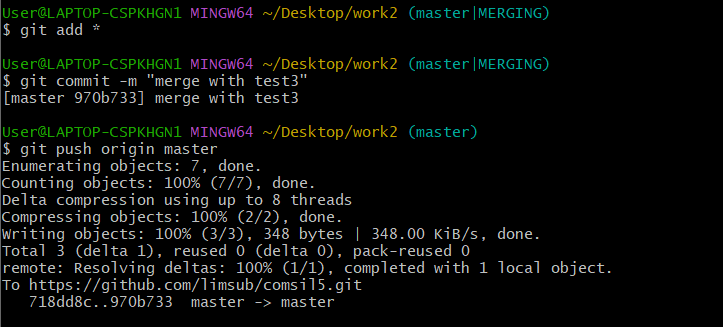 User@LAPTOP-CSPKHGN1 MINGW64 ~/Desktop/work2 (master|MERGING)
$ git add *
User@LAPTOP-CSPKHGN1 MINGW64 ~/Desktop/work2 (master|MERGING)
$ git commit -m "merge with test3"
[master 970b733] merge with test3
User@LAPTOP-CSPKHGN1 MINGW64 ~/Desktop/work2 (master)
$ git push origin master
Enumerating objects: 7, done.
Counting objects: 100% (7/7), done.
Delta compression using up to 8 threads
Compressing objects: 100% (2/2), done.
Writing objects: 100% (3/3), 348 bytes | 348.00 KiB/s, done.
Total 3 (delta 1), reused 0 (delta 0), pack-reused 0
remote: Resolving deltas: 100% (1/1), completed with 1 local object.
To https://github.com/limsub/comsil5.git
   718dd8c..970b733  master -> master